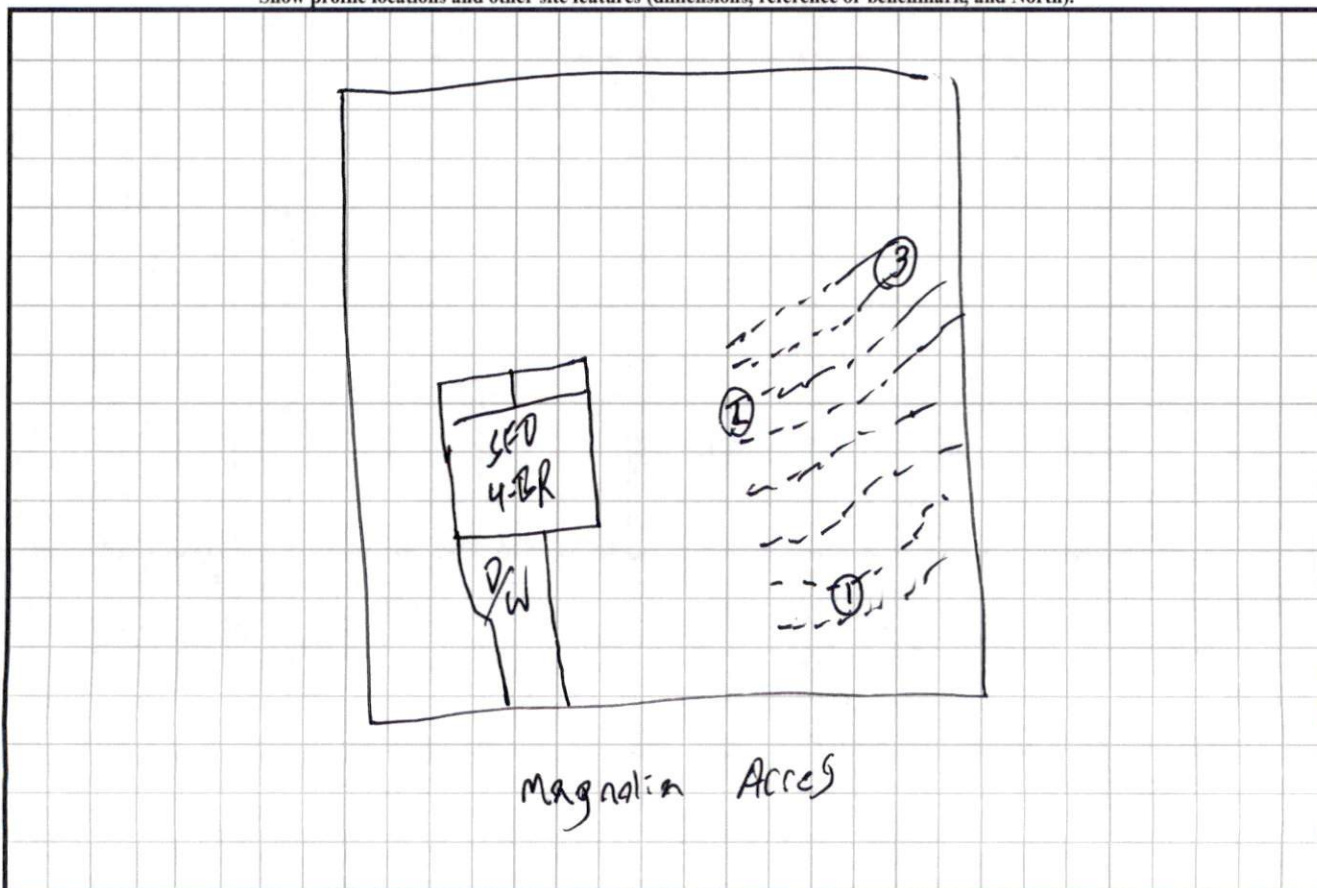 Show profile locations and other site features (dimensions, reference or benchmark, and North).
3
2
SFD
4-BR
1
D/W
Magnolia Acres